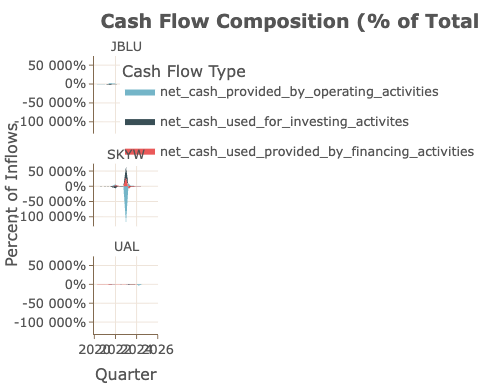 Cash Flow Composition (% of Total
JBLU
50 000%
0%
-50 000%
-100 000%
Cash Flow Type
net_cash_provided_by_operating_activities
net_cash_used_for_investing_activites
net_cash_used_provided_by_financing_activities
Percent of Inflows
SKYW
50 000%
0%
-50 000%
-100 000%
UAL
50 000%
0%
-50 000%
-100 000%
2020 2022 2024 2026
Quarter